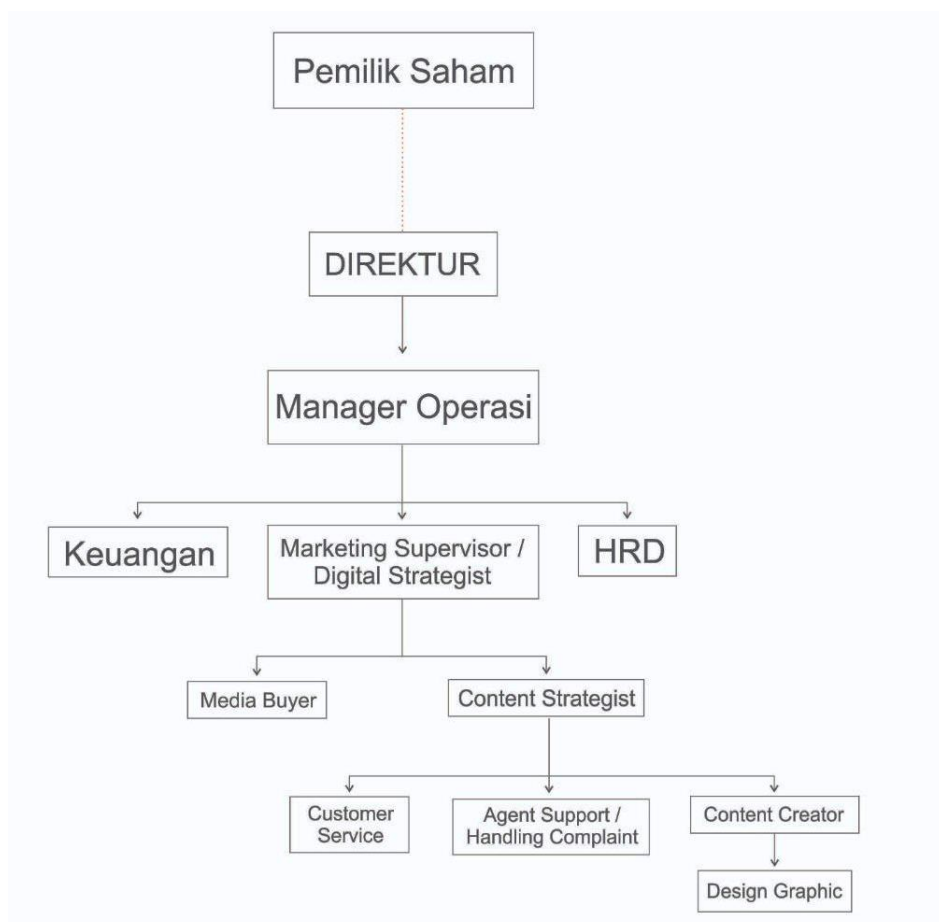 Pemilik Saham
DIREKTUR
Manager Operasi
Keuangan
Marketing Supervisor /
Digital Strategist
HRD
Media Buyer
Content Strategist
Customer
Service
Agent Support /
Handling Complaint
Content Creator
Design Graphic